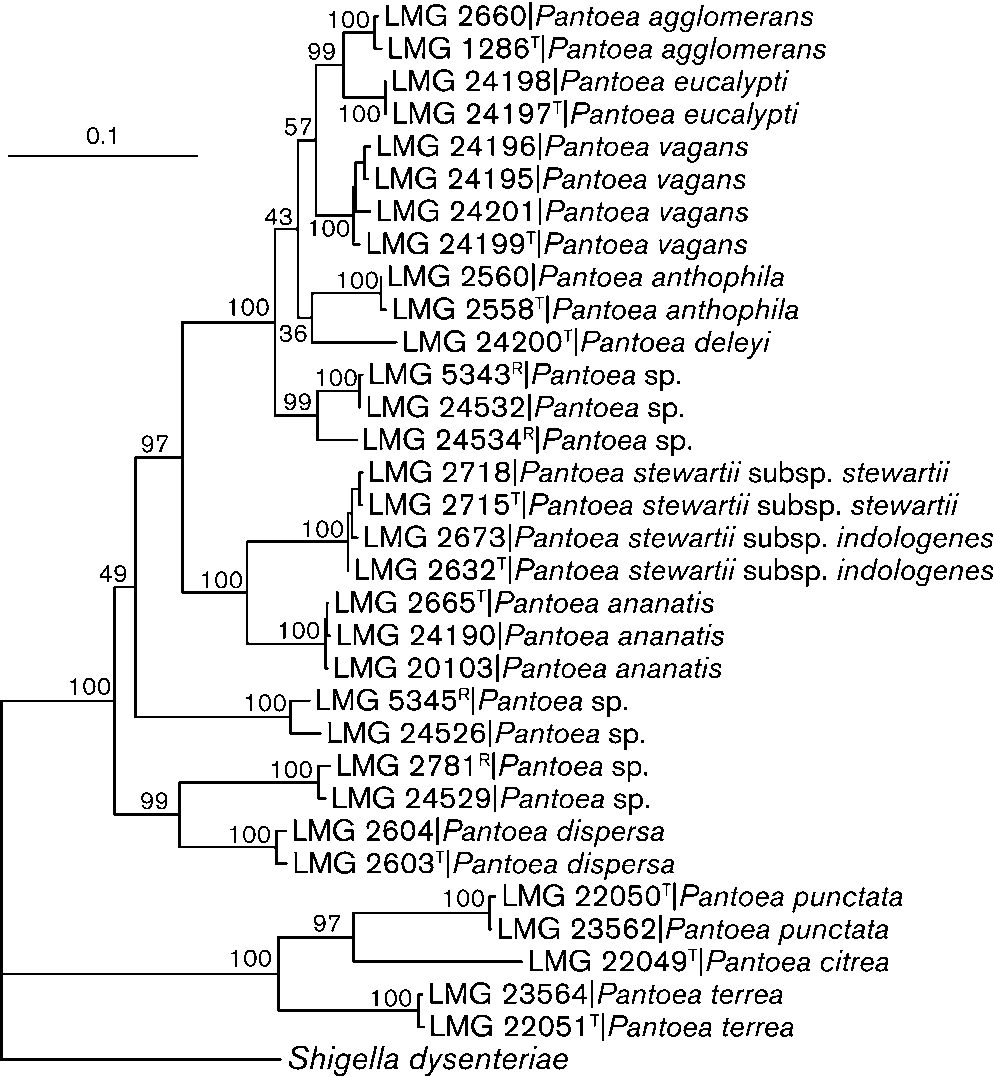 100 LMG 2660|Pantoea agglomerans
LMG 1286ᵀ|Pantoea agglomerans
99
LMG 24198|Pantoea eucalypti
100 LMG 24197ᵀ|Pantoea eucalypti
0.1
57
LMG 24196|Pantoea vagans
LMG 24195|Pantoea vagans
LMG 24201|Pantoea vagans
43
100
LMG 24199ᵀ|Pantoea vagans
100 LMG 2560|Pantoea anthophila
LMG 2558ᵀ|Pantoea anthophila
100
36
LMG 24200ᵀ|Pantoea deleyi
100 LMG 5343ᴿ|Pantoea sp.
99 LMG 24532|Pantoea sp.
LMG 24534ᴿ|Pantoea sp.
97
LMG 2718|Pantoea stewartii subsp. stewartii
LMG 2715ᵀ|Pantoea stewartii subsp. stewartii
100 LMG 2673|Pantoea stewartii subsp. indologenes
LMG 2632ᵀ|Pantoea stewartii subsp. indologenes
49
100
LMG 2665ᵀ|Pantoea ananatis
100 LMG 24190|Pantoea ananatis
LMG 20103|Pantoea ananatis
100
100 LMG 5345ᴿ|Pantoea sp.
LMG 24526|Pantoea sp.
100 LMG 2781ᴿ|Pantoea sp.
99 LMG 24529|Pantoea sp.
100 LMG 2604|Pantoea dispersa
LMG 2603ᵀ|Pantoea dispersa
100 LMG 22050ᵀ|Pantoea punctata
97 LMG 23562|Pantoea punctata
100 LMG 22049ᵀ|Pantoea citrea
100 LMG 23564|Pantoea terrea
LMG 22051ᵀ|Pantoea terrea
Shigella dysenteriae